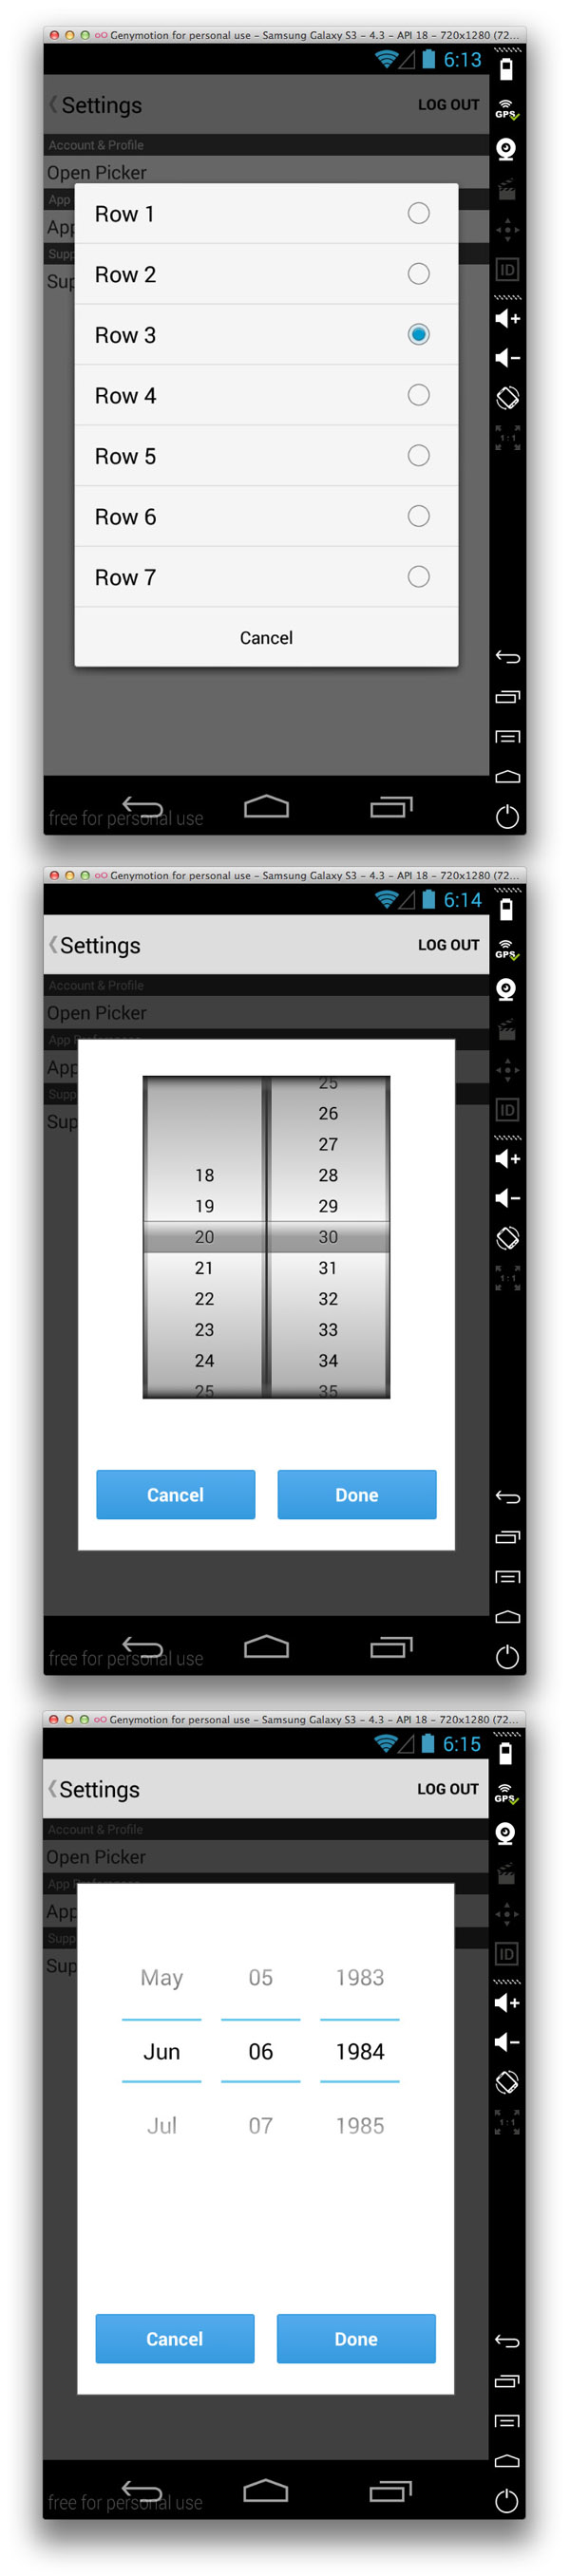 Genymotion for personal use – Samsung Galaxy S3 – 4.3 – API 18 – 720x1280 (72...
6:13
Settings LOG OUT
GPS
Account & Profile
Open Picker
App
App
Supp
Sup
ID
1:1
Row 1
Row 2
Row 3
Row 4
Row 5
Row 6
Row 7
Cancel
free for personal use
Genymotion for personal use – Samsung Galaxy S3 – 4.3 – API 18 – 720x1280 (72...
6:14
Settings LOG OUT
GPS
Account & Profile
Open Picker
App Preferences
App
Supp
Sup
ID
1:1
25
26
27
18 28
19 29
20 30
21 31
22 32
23 33
24 34
25 35
Cancel Done
free for personal use
Genymotion for personal use – Samsung Galaxy S3 – 4.3 – API 18 – 720x1280 (72...
6:15
Settings LOG OUT
GPS
Account & Profile
Open Picker
App Preferences
App
Supp
Sup
ID
1:1
May 05 1983
Jun 06 1984
Jul 07 1985
Cancel Done
free for personal use